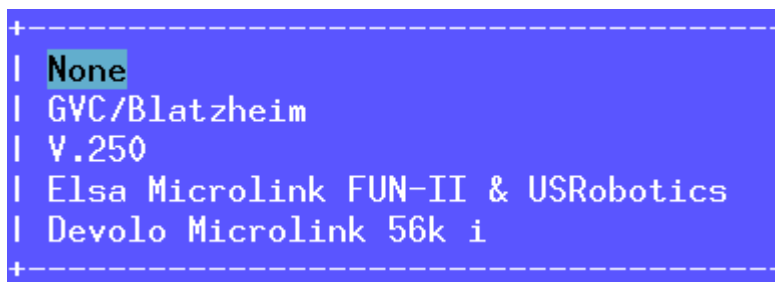 None
GVC/Blatzheim
V.250
Elsa Microlink FUN-II & USRobotics
Devolo Microlink 56k i